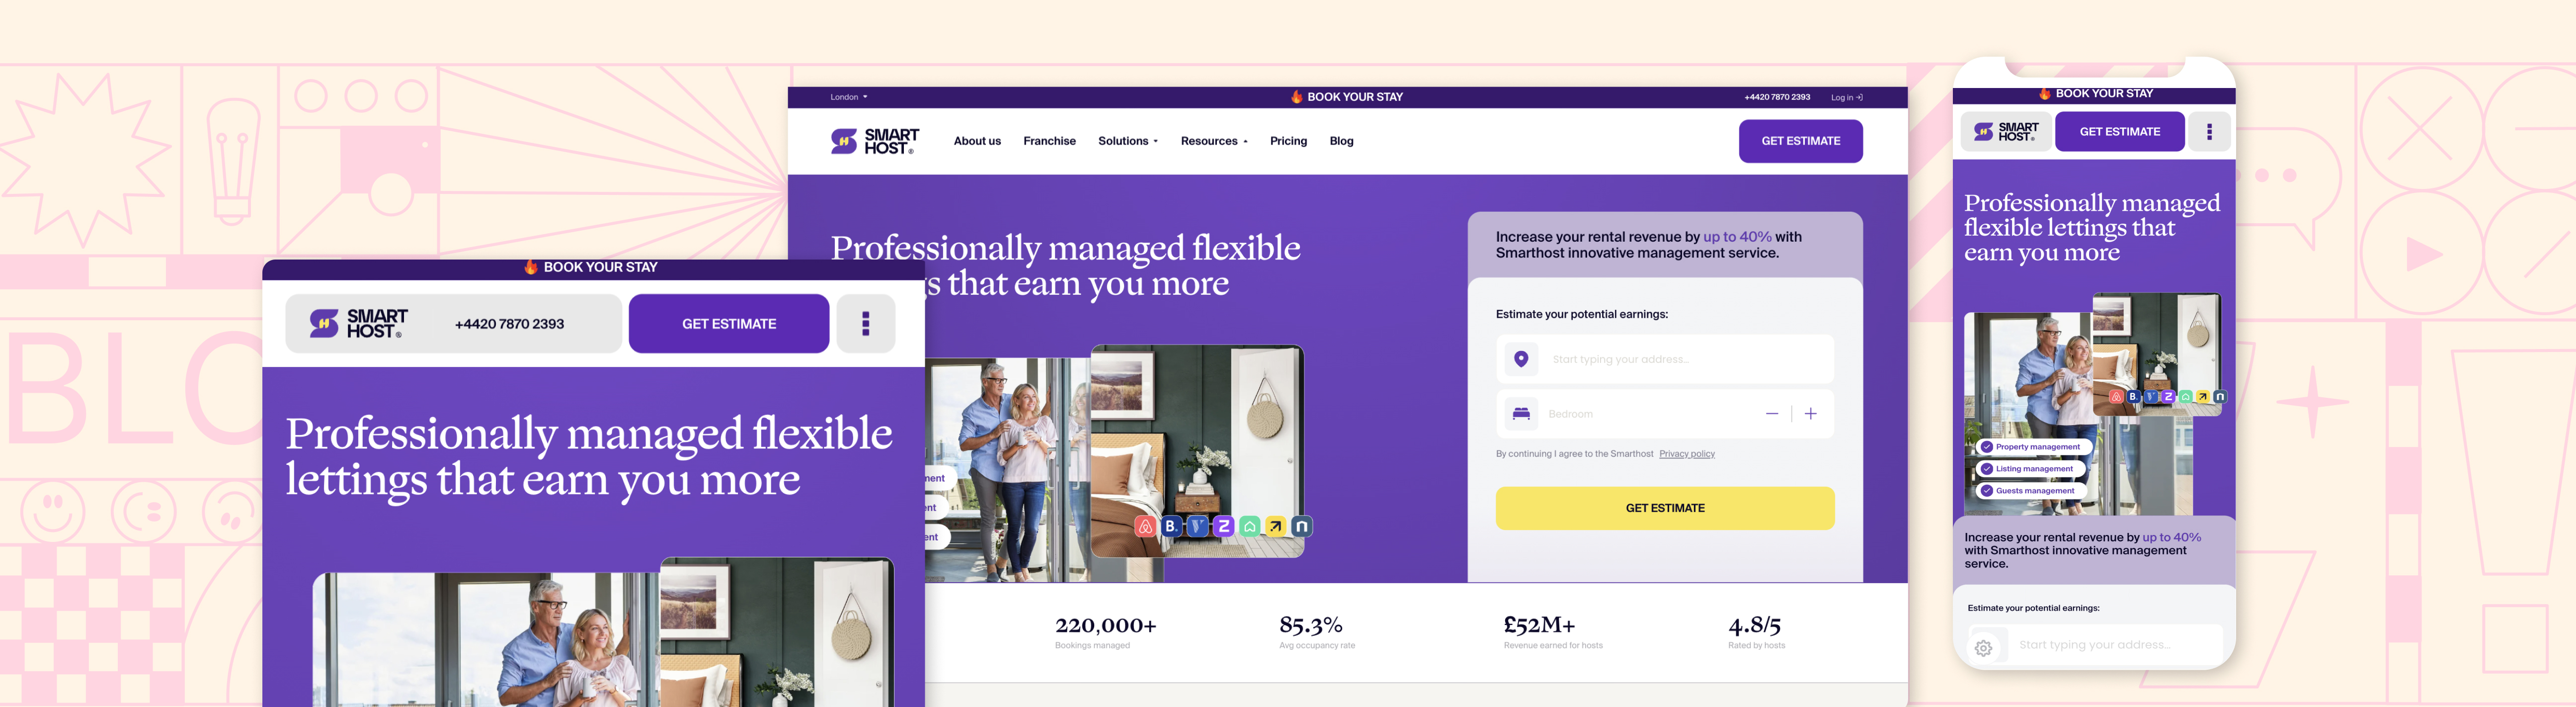 BLO
BOOK YOUR STAY
SMART
HOST®
+4420 7870 2393
GET ESTIMATE
Professionally managed flexible
lettings that earn you more
London
BOOK YOUR STAY
+4420 7870 2393
Log in
SMART
HOST®
About us
Franchise
Solutions
Resources
Pricing
Blog
GET ESTIMATE
Professionally managed flexible
gs that earn you more
ment
ent
ent
B.
Increase your rental revenue by up to 40% with
Smarthost innovative management service.
Estimate your potential earnings:
Start typing your address...
Bedroom
By continuing I agree to the Smarthost Privacy policy
GET ESTIMATE
220,000+
Bookings managed
85.3%
Avg occupancy rate
£52M+
Revenue earned for hosts
4.8/5
Rated by hosts
BOOK YOUR STAY
SMART
HOST®
GET ESTIMATE
Professionally managed
flexible lettings that
earn you more
B.
Property management
Listing management
Guests management
Increase your rental revenue by up to 40%
with Smarthost innovative management
service.
Estimate your potential earnings:
Start typing your address...